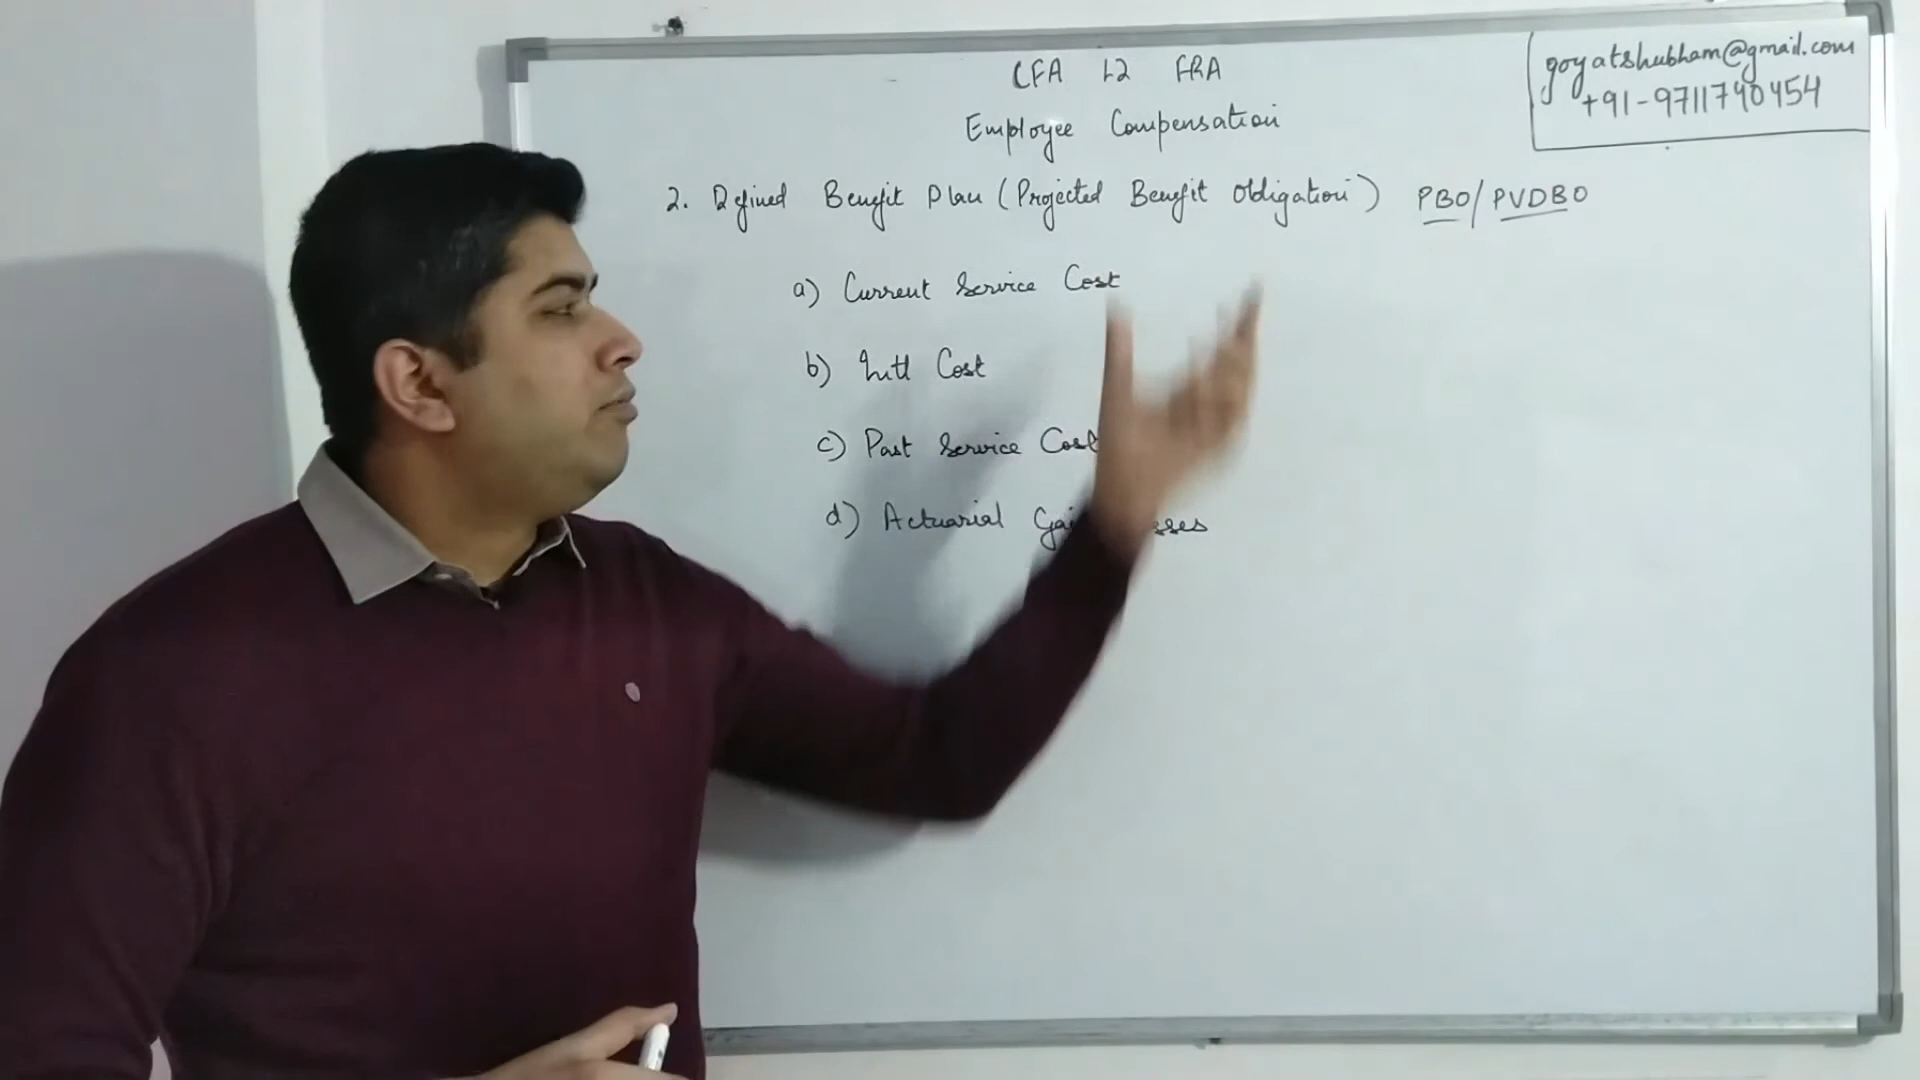 CFA L2 FRA
goyatshubham@gmail.com
+91-9711740454
Employee Compensation
2. Defined Benefit Plan (Projected Benefit Obligation) PBO/PVDBO
a) Current Service Cost
b) Intt Cost
c) Past Service Cost
d) Actuarial